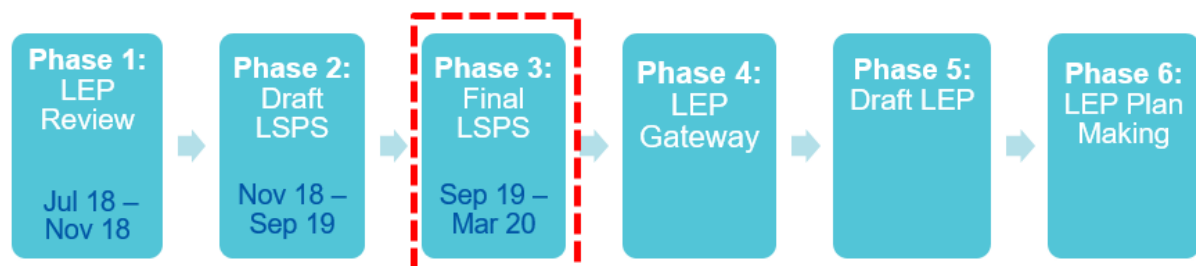 Phase 1:
LEP
Review
Jul 18 –
Nov 18
Phase 2:
Draft
LSPS
Nov 18 –
Sep 19
Phase 3:
Final
LSPS
Sep 19 –
Mar 20
Phase 4:
LEP
Gateway
Phase 5:
Draft LEP
Phase 6:
LEP Plan
Making